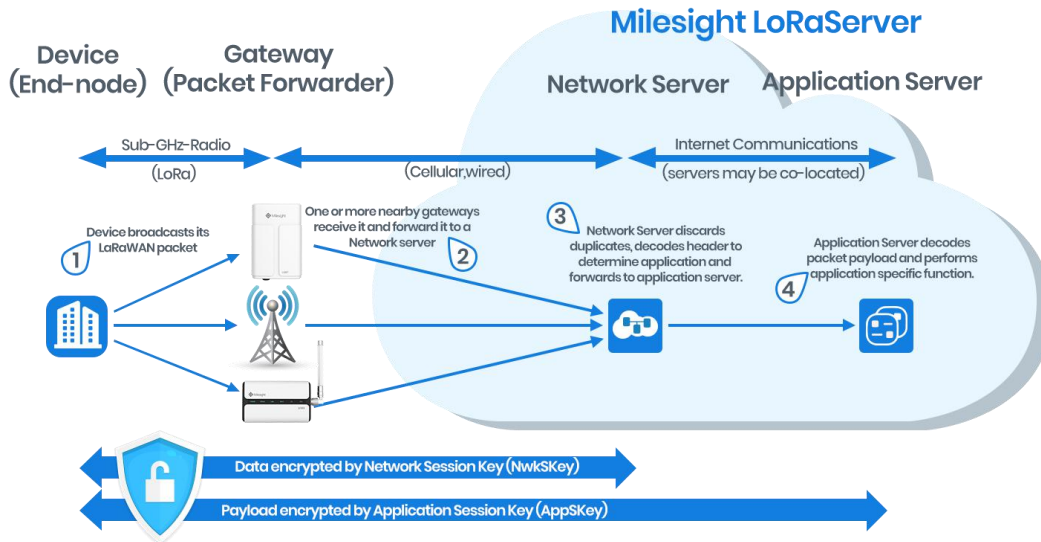 Milesight LoRaServer
Device
(End-node)
Gateway
(Packet Forwarder)
Network Server
Application Server
Sub-GHz-Radio
(LoRa)
(Cellular,wired)
Internet Communications
(servers may be co-located)
1
Device broadcasts its
LaRaWAN packet
One or more nearby gateways
receive it and forward it to a
Network server
2
3
Network Server discards
duplicates, decodes header to
determine application and
forwards to application server.
4
Application Server decodes
packet payload and performs
application specific function.
Milesight
Milesight
Data encrypted by Network Session Key (NwkSKey)
Payload encrypted by Application Session Key (AppSKey)